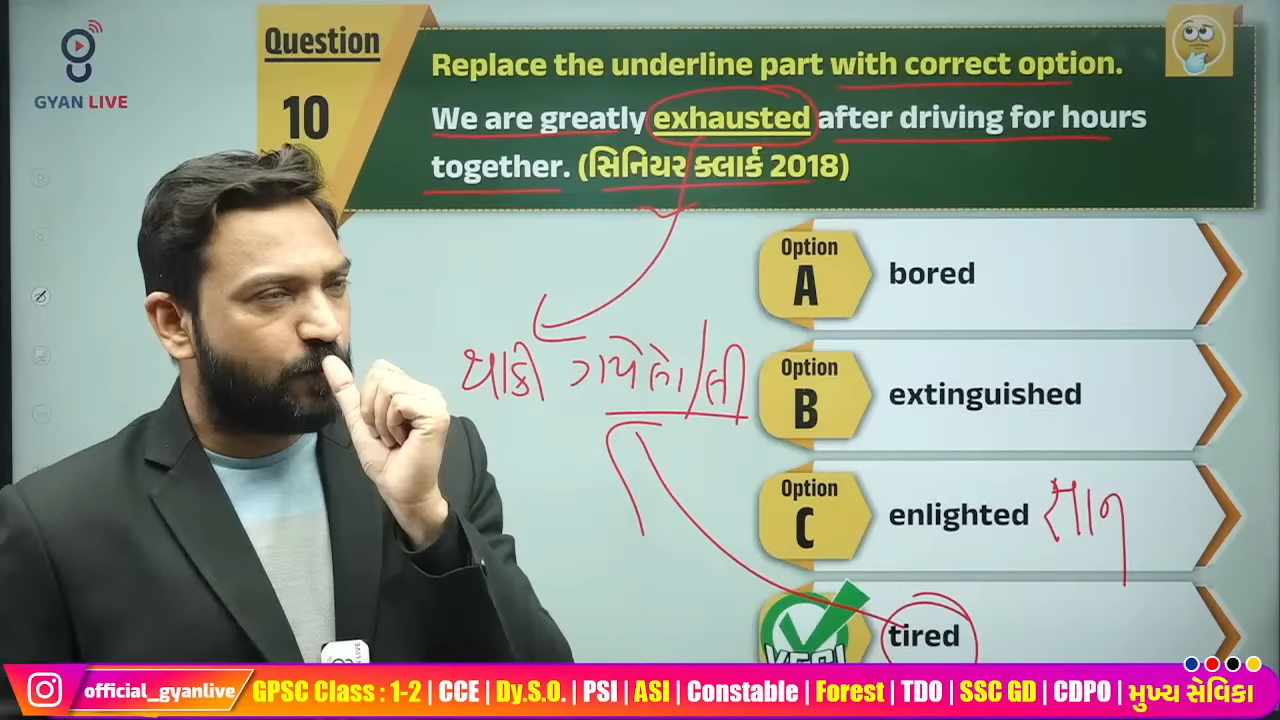 GYAN LIVE
Question
10
Replace the underline part with correct option.
We are greatly exhausted after driving for hours
together. (સિનિયર ક્લાર્ક 2018)
Option
A
bored
Option
B
extinguished
થાકી ગયેલો/લી
Option
C
enlighted
tired
official_gyanlive
GPSC Class : 1-2 | CCE | Dy.S.O. | PSI | ASI | Constable | Forest | TDO | SSC GD | CDPO | મુખ્ય સેવિકા